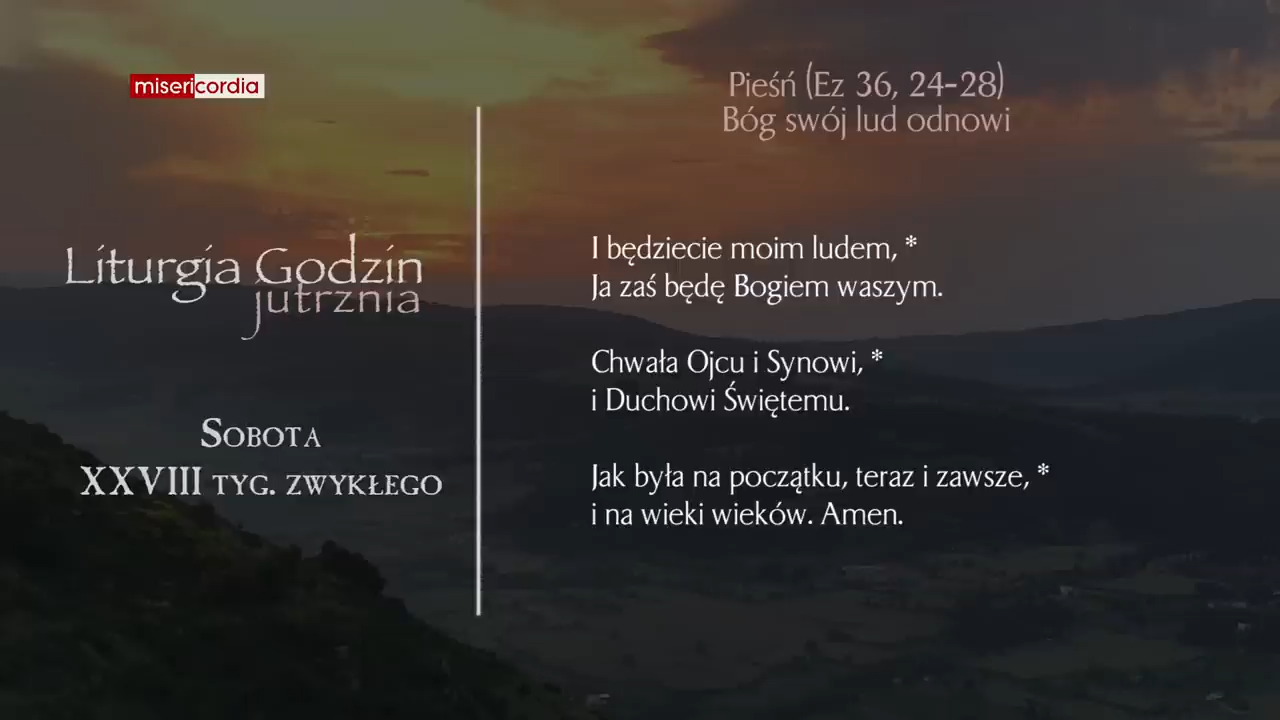 misericordia
Liturgia Godzin
jutrznia
Sobota
XXVIII tyg. zwykłego
Pieśń (Ez 36, 24-28)
Bóg swój lud odnowi
I będziecie moim ludem, *
Ja zaś będę Bogiem waszym.
Chwała Ojcu i Synowi, *
i Duchowi Świętemu.
Jak była na początku, teraz i zawsze, *
i na wieki wieków. Amen.